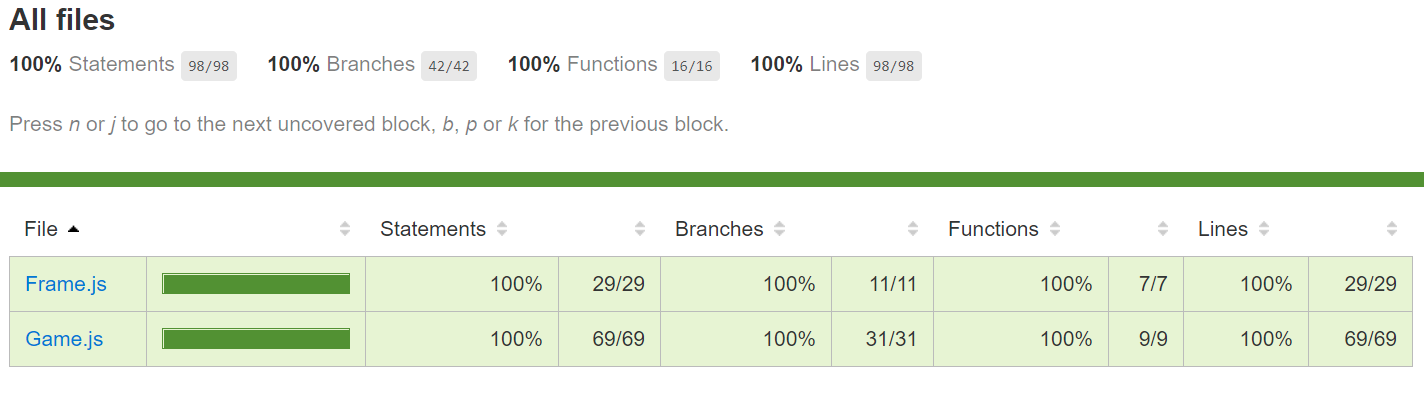 All files
100% Statements 98/98 100% Branches 42/42 100% Functions 16/16 100% Lines 98/98
Press n or j to go to the next uncovered block, b, p or k for the previous block.
File Statements Branches Functions Lines
Frame.js 100% 29/29 100% 11/11 100% 7/7 100% 29/29
Game.js 100% 69/69 100% 31/31 100% 9/9 100% 69/69